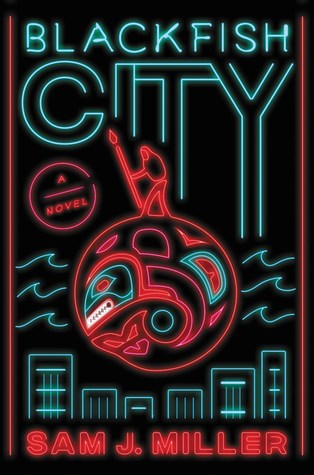 BLACKFISH
CITY
A
NOVEL
SAM J. MILLER